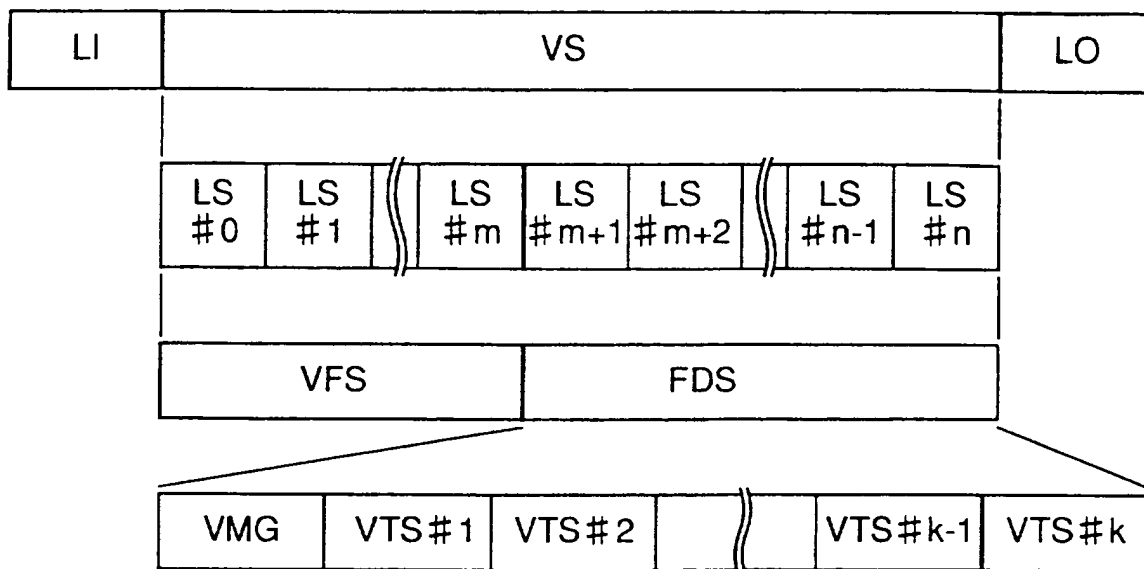 LI VS LO
LS LS LS LS LS LS LS
#0 #1 #m #m+1 #m+2 #n-1 #n
VFS FDS
VMG VTS#1 VTS#2 VTS#k-1 VTS#k